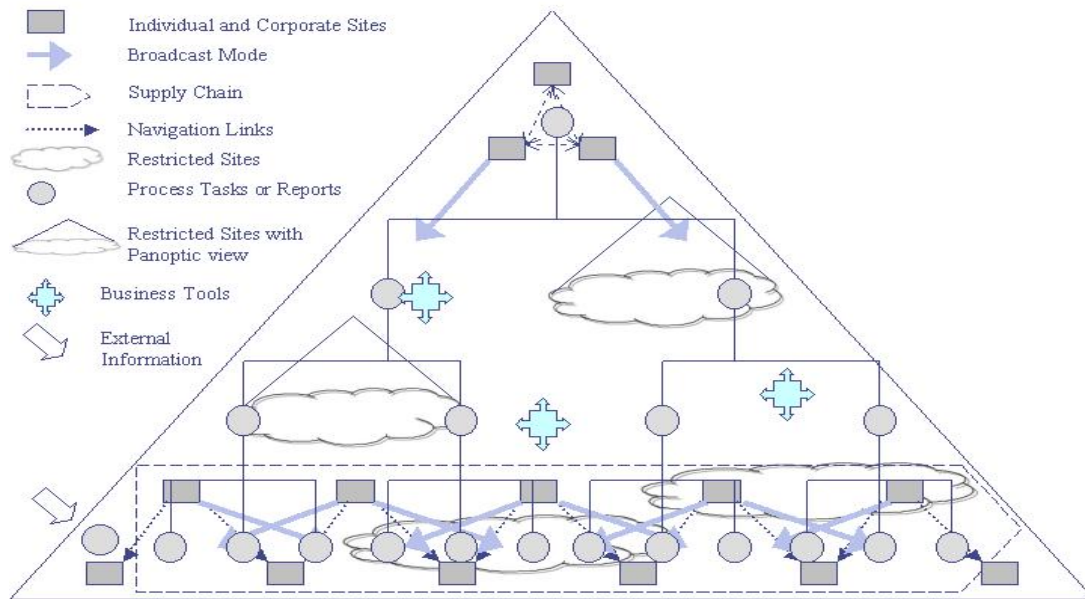 Individual and Corporate Sites
Broadcast Mode
Supply Chain
Navigation Links
Restricted Sites
Process Tasks or Reports
Restricted Sites with
Panoptic view
Business Tools
External
Information